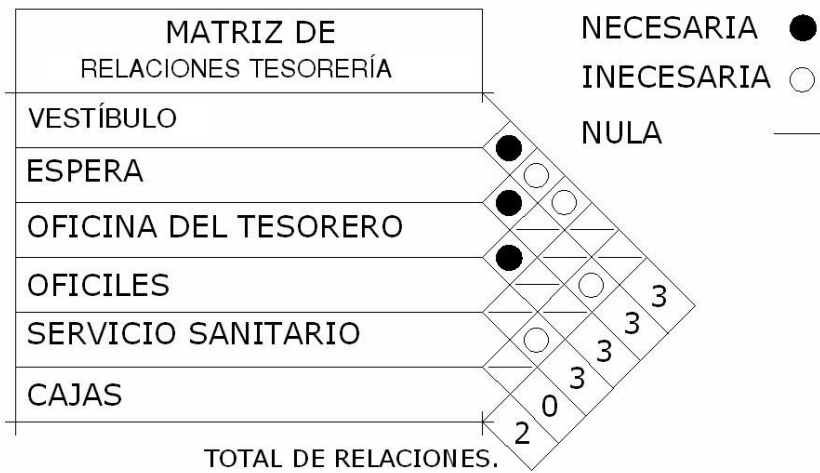 MATRIZ DE
RELACIONES TESORERÍA
VESTÍBULO
ESPERA
OFICINA DEL TESORERO
OFICILES
SERVICIO SANITARIO
CAJAS
NECESARIA
INECESARIA
NULA
3
3
3
3
0
2
TOTAL DE RELACIONES.